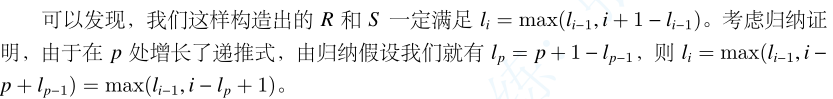 可以发现，我们这样构造出的 R 和 S 一定满足 l_i = max(l_{i−1}, i + 1 − l_{i−1})。考虑归纳证
明，由于在 p 处增长了递推式，由归纳假设我们就有 l_p = p + 1 − l_{p−1}，则 l_i = max(l_{i−1}, i −
p + l_{p−1}) = max(l_{i−1}, i − l_p + 1)。